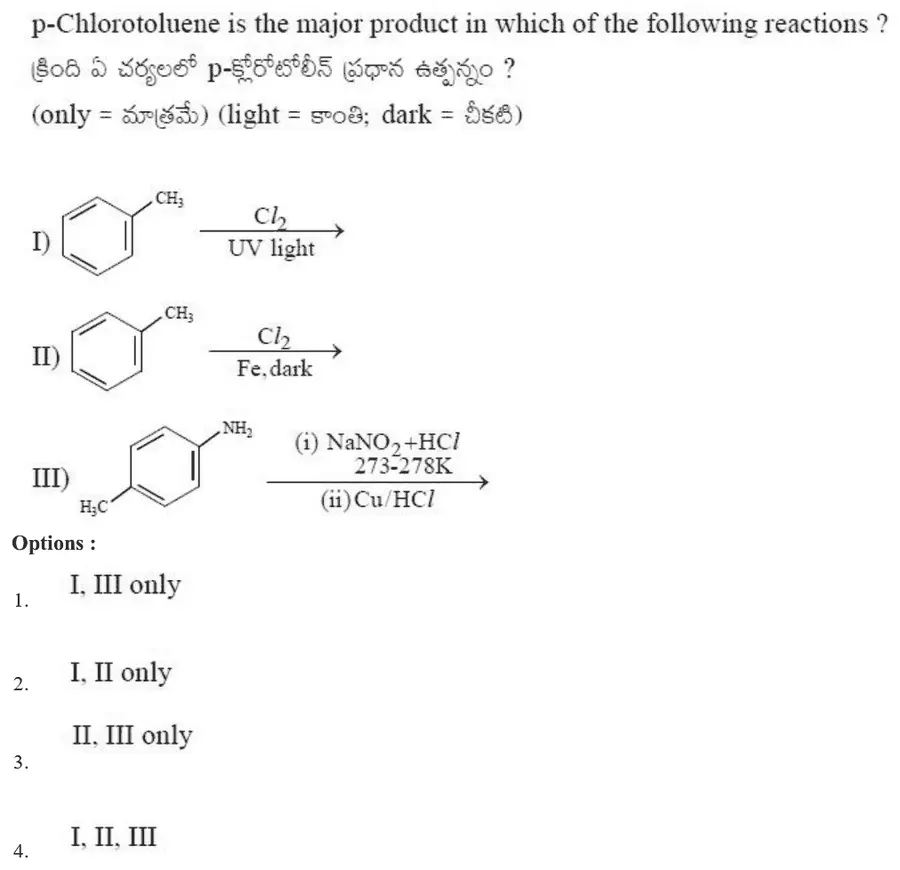 p-Chlorotoluene is the major product in which of the following reactions ?
క్రింది ఏ చర్యలలో p-క్లోరోటోలీన్ ప్రధాన ఉత్పన్నం ?
(only = మాత్రమే) (light = కాంతి; dark = చీకటి)
I) CH₃ Cl₂
UV light
II) CH₃ Cl₂
Fe,dark
III) NH₂ H₃C (i) NaNO₂+HCl
273-278K
(ii)Cu/HCl
Options :
1. I, III only
2. I, II only
3. II, III only
4. I, II, III